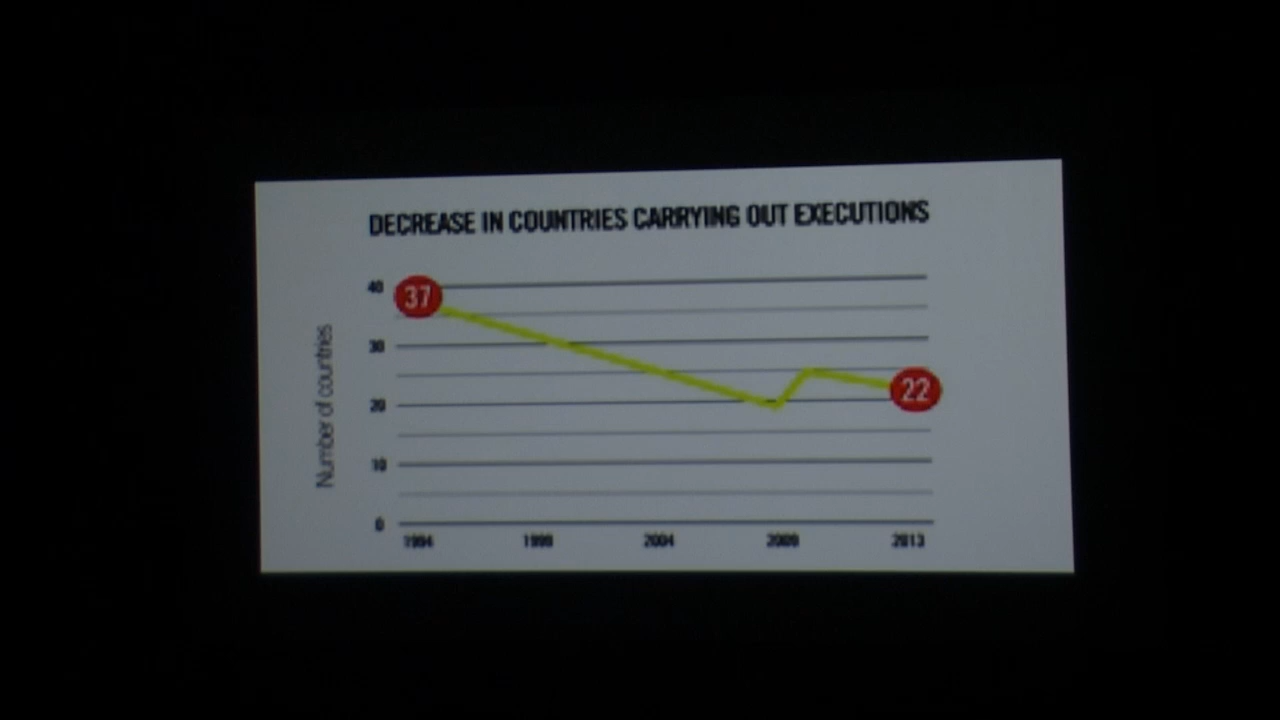 DECREASE IN COUNTRIES CARRYING OUT EXECUTIONS
Number of countries
40
37
30
22
20
10
0
1994 1999 2004 2009 2013